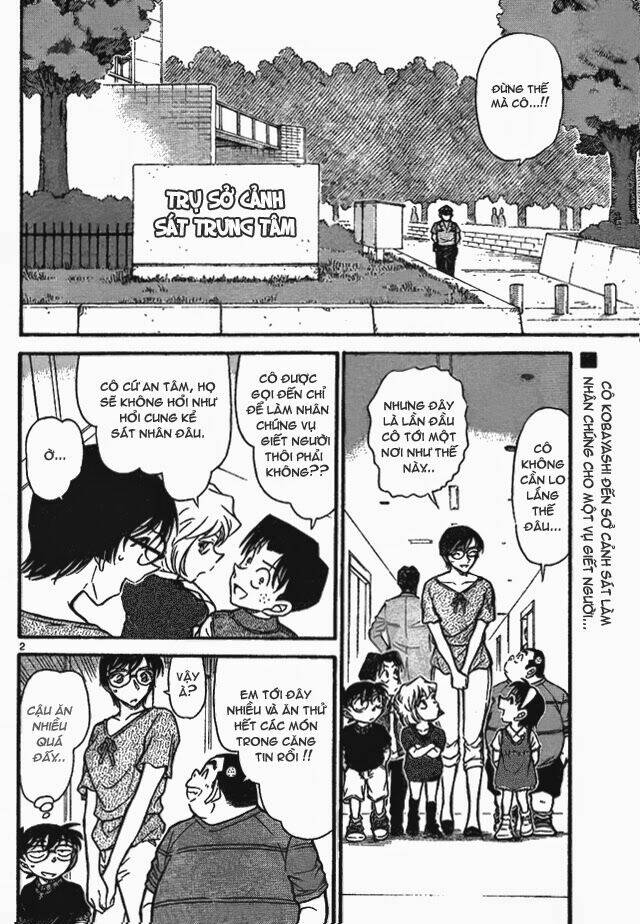 ĐỪNG THẾ
MÀ CÔ...!!
TRỤ SỞ CẢNH
SÁT TRUNG TÂM
CÔ KOBAYASHI ĐẾN SỞ CẢNH SÁT LÀM
NHÂN CHỨNG CHO MỘT VỤ GIẾT NGƯỜI...
CÔ
KHÔNG
CẦN LO
LẮNG
THẾ
ĐÂU...
NHƯNG ĐÂY
LÀ LẦN ĐẦU
CÔ TỚI MỘT
NƠI NHƯ THẾ
NÀY..
CÔ ĐƯỢC
GỌI ĐẾN CHỈ
ĐỂ LÀM NHÂN
CHỨNG VỤ
GIẾT NGƯỜI
THÔI PHẢI
KHÔNG??
CÔ CỨ AN TÂM, HỌ
SẼ KHÔNG HỎI NHƯ
HỎI CUNG KẺ
SÁT NHÂN ĐÂU.
Ờ...
2
EM TỚI ĐÂY
NHIỀU VÀ ĂN THỬ
HẾT CÁC MÓN
TRONG CĂNG
TIN RỒI !!
VẬY
À?
CẬU ĂN
NHIỀU
QUÁ
ĐẤY..